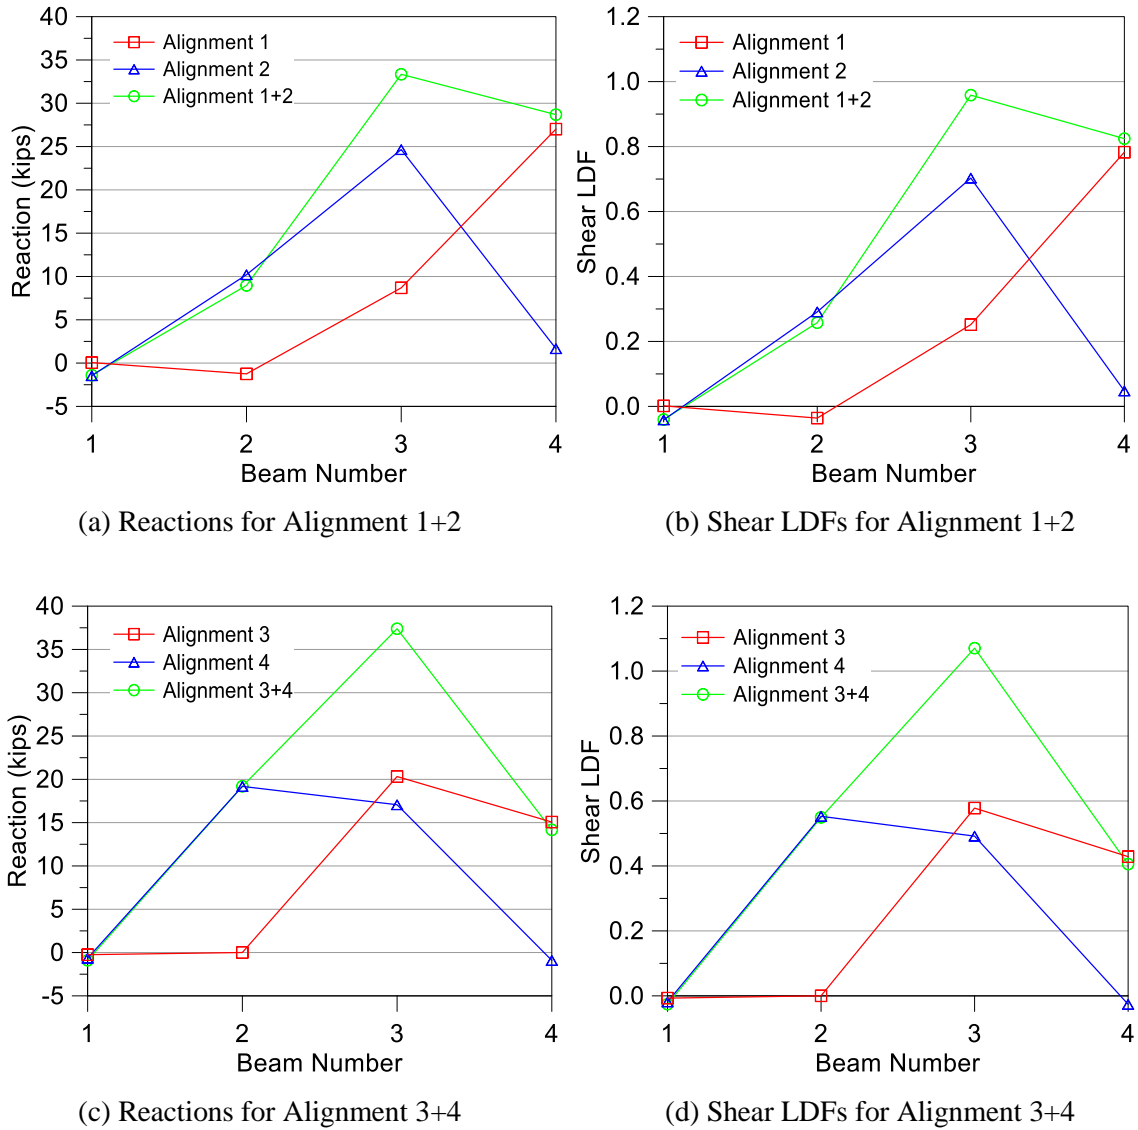 40
35
30
25
20
15
10
5
0
-5
Reaction (kips)
Alignment 1
Alignment 2
Alignment 1+2
1 2 3 4
Beam Number
(a) Reactions for Alignment 1+2
1.2
1.0
0.8
0.6
0.4
0.2
0.0
Shear LDF
Alignment 1
Alignment 2
Alignment 1+2
1 2 3 4
Beam Number
(b) Shear LDFs for Alignment 1+2
40
35
30
25
20
15
10
5
0
-5
Reaction (kips)
Alignment 3
Alignment 4
Alignment 3+4
1 2 3 4
Beam Number
(c) Reactions for Alignment 3+4
1.2
1.0
0.8
0.6
0.4
0.2
0.0
Shear LDF
Alignment 3
Alignment 4
Alignment 3+4
1 2 3 4
Beam Number
(d) Shear LDFs for Alignment 3+4